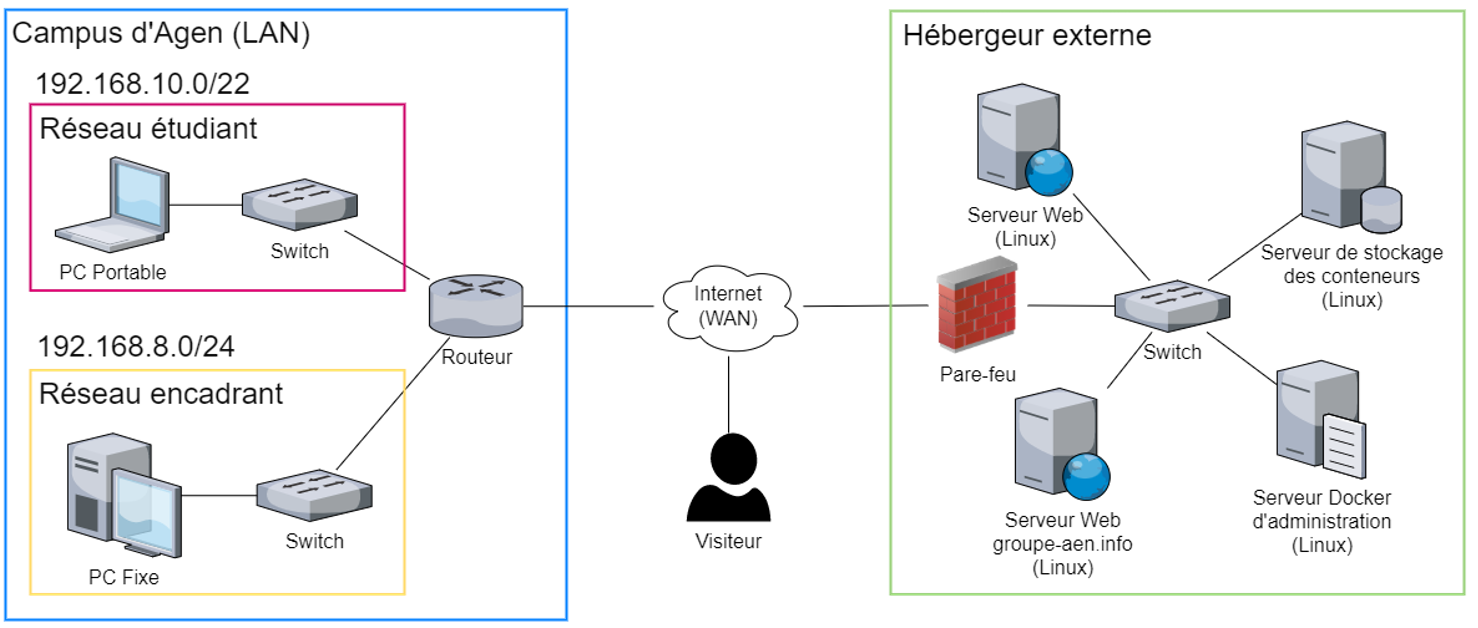 Campus d'Agen (LAN)
192.168.10.0/22
Réseau étudiant
PC Portable
Switch
Routeur
192.168.8.0/24
Réseau encadrant
PC Fixe
Switch
Internet
(WAN)
Visiteur
Hébergeur externe
Serveur Web
(Linux)
Serveur de stockage
des conteneurs
(Linux)
Pare-feu
Switch
Serveur Web
groupe-aen.info
(Linux)
Serveur Docker
d'administration
(Linux)